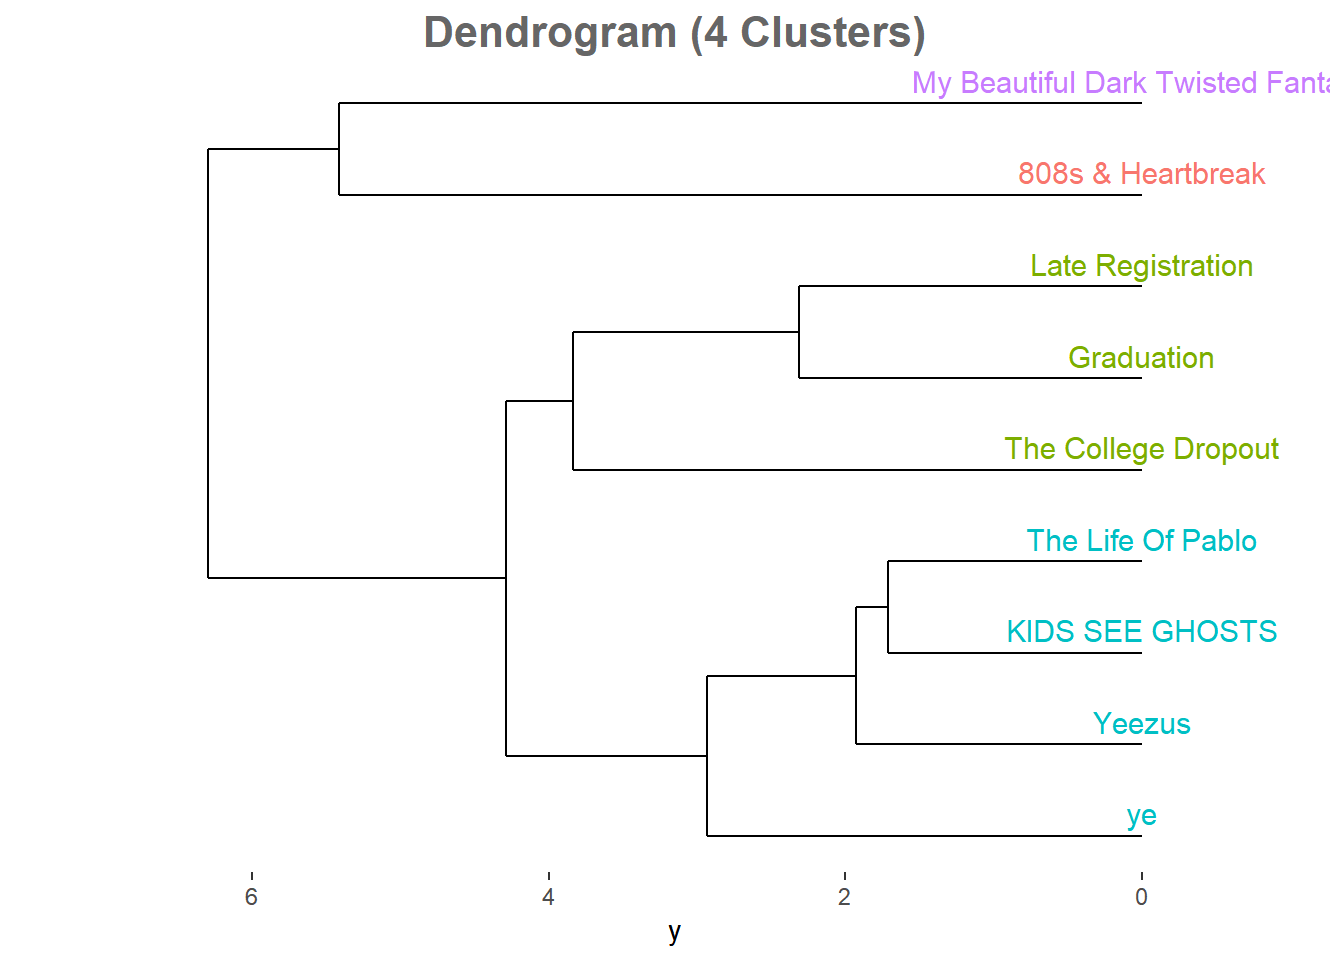 Dendrogram (4 Clusters)
My Beautiful Dark Twisted Fanta
808s & Heartbreak
Late Registration
Graduation
The College Dropout
The Life Of Pablo
KIDS SEE GHOSTS
Yeezus
ye
6 4 2 0
y